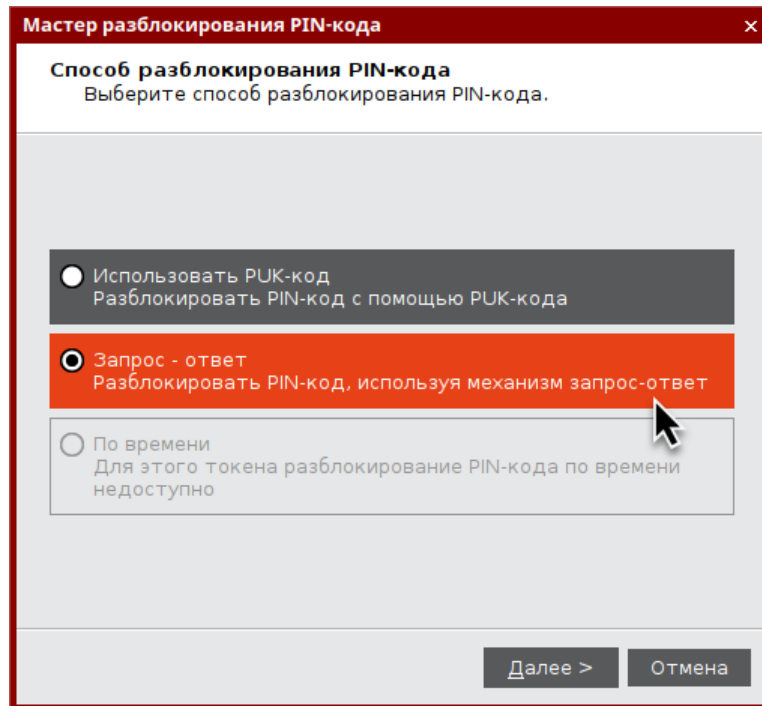 Мастер разблокирования PIN-кода
Способ разблокирования PIN-кода
Выберите способ разблокирования PIN-кода.
Использовать PUK-код
Разблокировать PIN-код с помощью PUK-кода
Запрос - ответ
Разблокировать PIN-код, используя механизм запрос-ответ
По времени
Для этого токена разблокирование PIN-кода по времени
недоступно
Далее >
Отмена